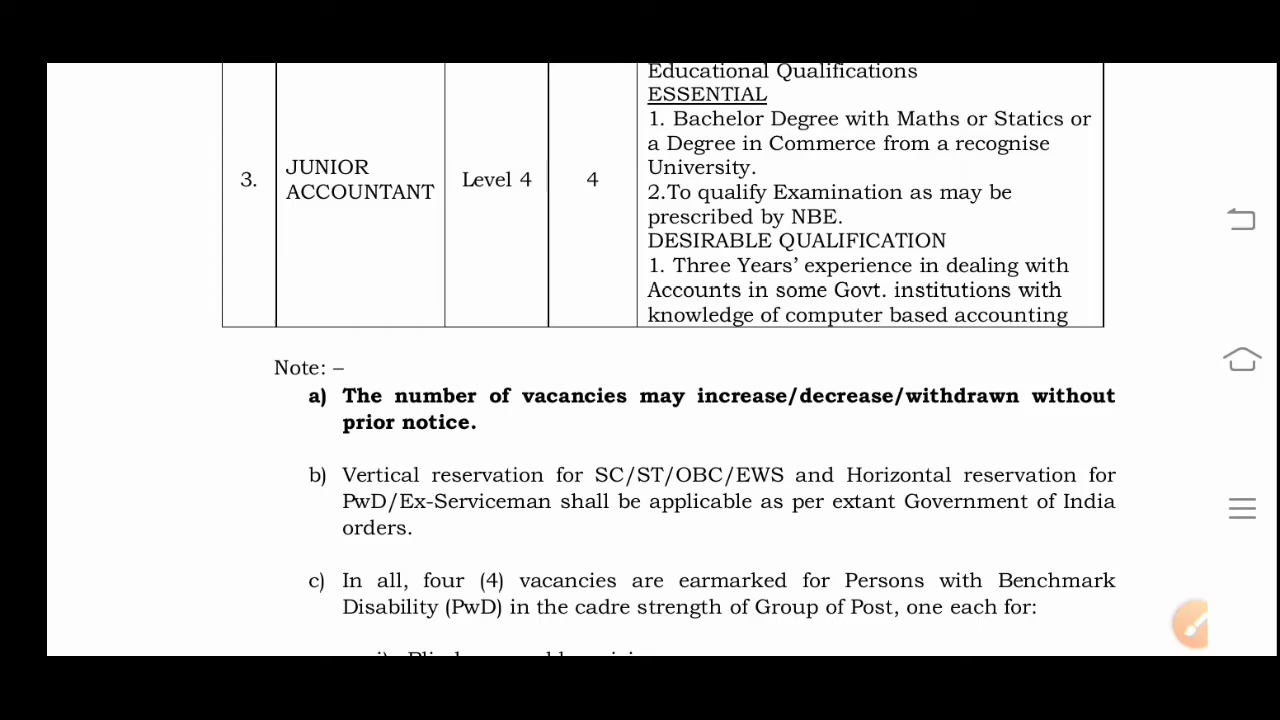 Educational Qualifications
ESSENTIAL
1. Bachelor Degree with Maths or Statics or
a Degree in Commerce from a recognise
University.
2.To qualify Examination as may be
prescribed by NBE.
DESIRABLE QUALIFICATION
1. Three Years’ experience in dealing with
Accounts in some Govt. institutions with
knowledge of computer based accounting
3.
JUNIOR
ACCOUNTANT
Level 4
4
Note: –
a) The number of vacancies may increase/decrease/withdrawn without
prior notice.
b) Vertical reservation for SC/ST/OBC/EWS and Horizontal reservation for
PwD/Ex-Serviceman shall be applicable as per extant Government of India
orders.
c) In all, four (4) vacancies are earmarked for Persons with Benchmark
Disability (PwD) in the cadre strength of Group of Post, one each for: